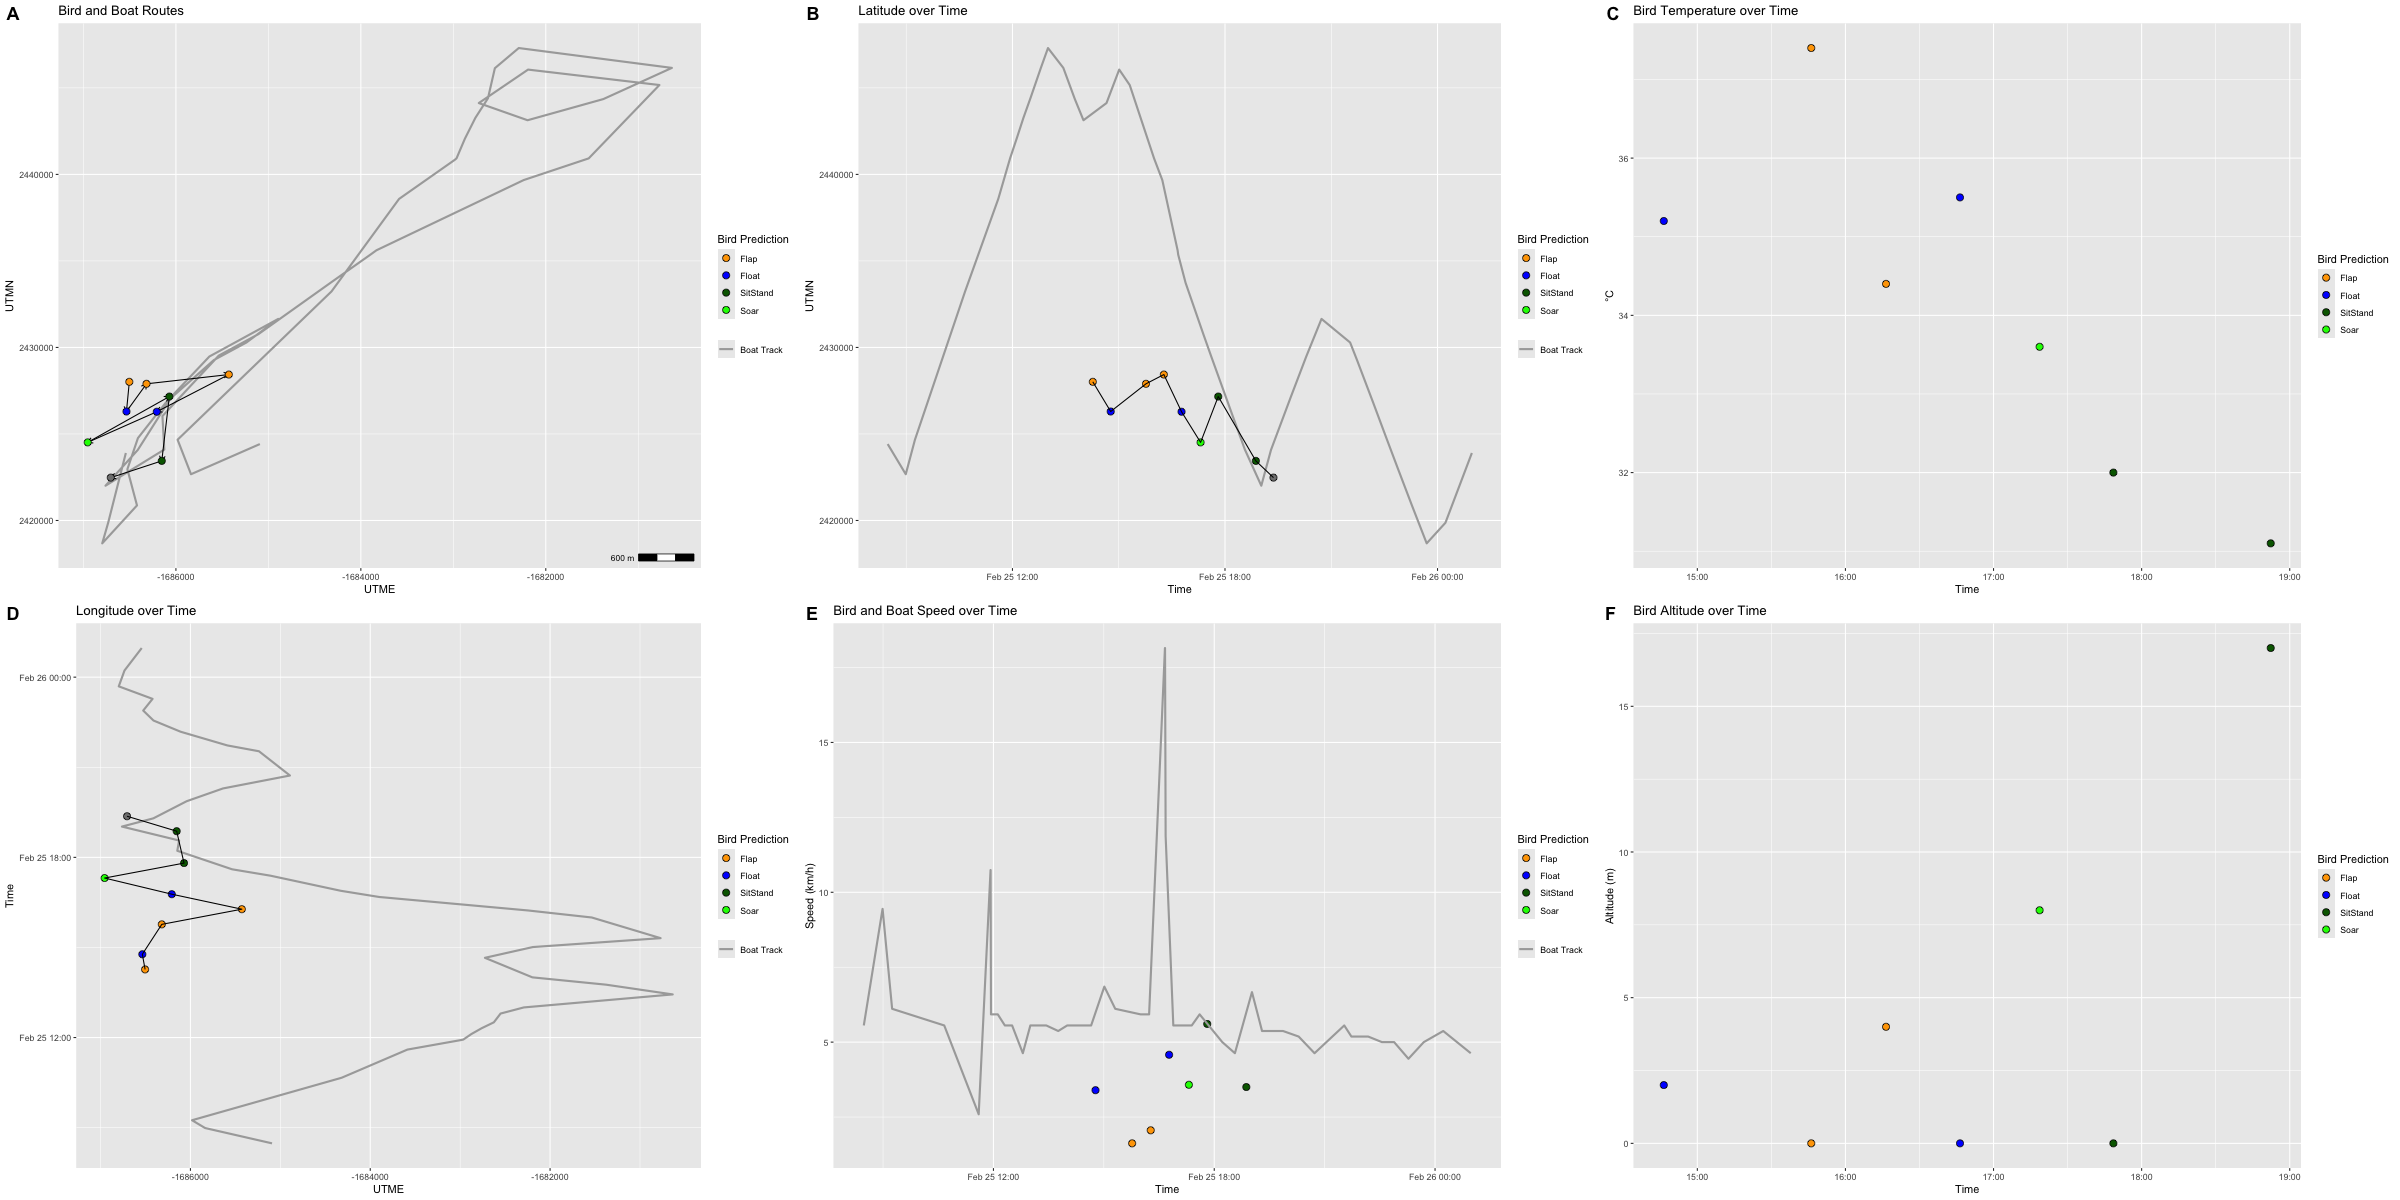 A Bird and Boat Routes
UTMN
2440000
2430000
2420000
-1686000 -1684000 -1682000
UTME
600 m
Bird Prediction
Flap
Float
SitStand
Soar
Boat Track
B Latitude over Time
UTMN
2440000
2430000
2420000
Feb 25 12:00 Feb 25 18:00 Feb 26 00:00
Time
Bird Prediction
Flap
Float
SitStand
Soar
Boat Track
C Bird Temperature over Time
°C
36
34
32
15:00 16:00 17:00 18:00 19:00
Time
Bird Prediction
Flap
Float
SitStand
Soar
D Longitude over Time
Time
Feb 26 00:00
Feb 25 18:00
Feb 25 12:00
-1686000 -1684000 -1682000
UTME
Bird Prediction
Flap
Float
SitStand
Soar
Boat Track
E Bird and Boat Speed over Time
Speed (km/h)
15
10
5
Feb 25 12:00 Feb 25 18:00 Feb 26 00:00
Time
Bird Prediction
Flap
Float
SitStand
Soar
Boat Track
F Bird Altitude over Time
Altitude (m)
15
10
5
0
15:00 16:00 17:00 18:00 19:00
Time
Bird Prediction
Flap
Float
SitStand
Soar